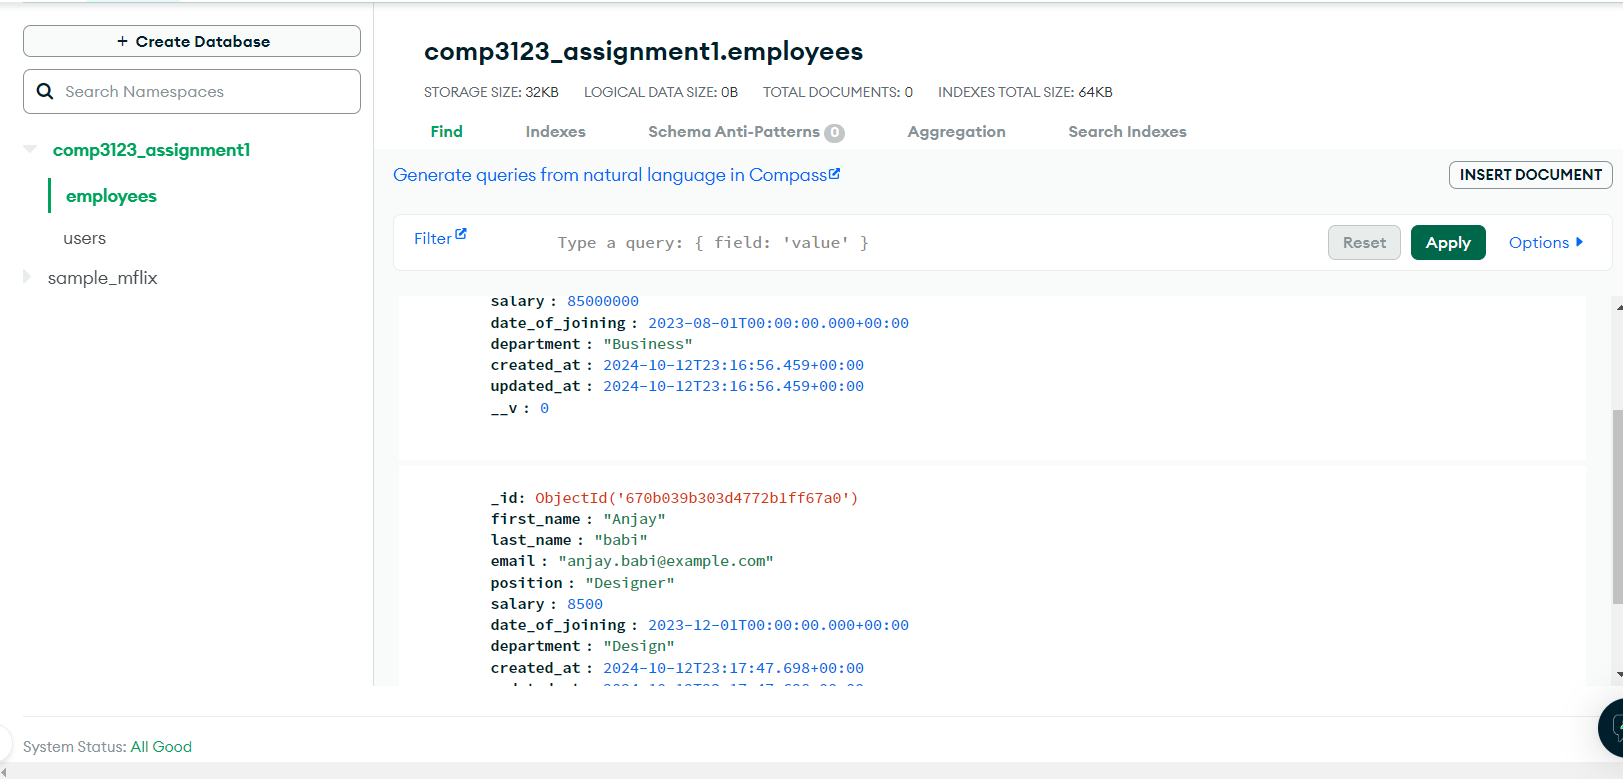 + Create Database
Search Namespaces
comp3123_assignment1
employees
users
sample_mflix
comp3123_assignment1.employees
STORAGE SIZE: 32KB LOGICAL DATA SIZE: 0B TOTAL DOCUMENTS: 0 INDEXES TOTAL SIZE: 64KB
Find Indexes Schema Anti-Patterns 0 Aggregation Search Indexes
Generate queries from natural language in Compass
INSERT DOCUMENT
Filter Type a query: { field: 'value' } Reset Apply Options
salary : 85000000
date_of_joining : 2023-08-01T00:00:00.000+00:00
department : "Business"
created_at : 2024-10-12T23:16:56.459+00:00
updated_at : 2024-10-12T23:16:56.459+00:00
__v : 0
_id: ObjectId('670b039b303d4772b1ff67a0')
first_name : "Anjay"
last_name : "babi"
email : "anjay.babi@example.com"
position : "Designer"
salary : 8500
date_of_joining : 2023-12-01T00:00:00.000+00:00
department : "Design"
created_at : 2024-10-12T23:17:47.698+00:00
System Status: All Good